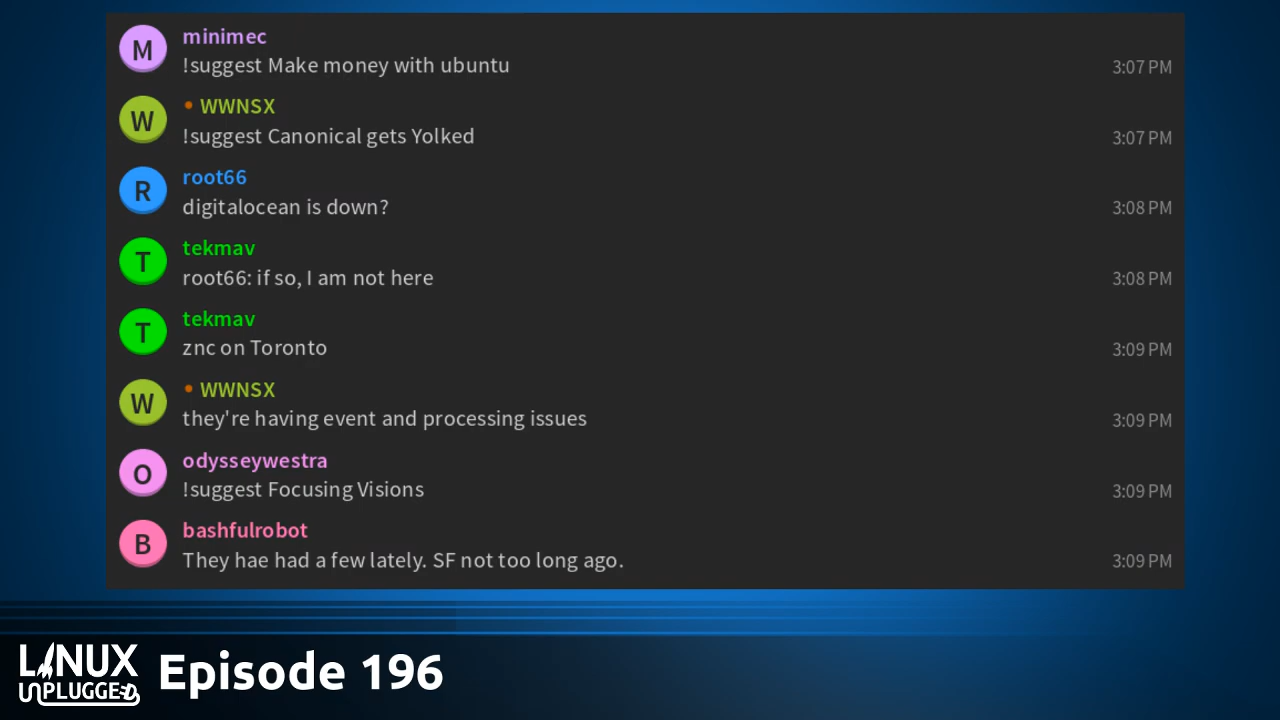 M
minimec
!suggest Make money with ubuntu
3:07 PM
W
• WWNSX
!suggest Canonical gets Yolked
3:07 PM
R
root66
digitalocean is down?
3:08 PM
T
tekmav
root66: if so, I am not here
3:08 PM
T
tekmav
znc on Toronto
3:09 PM
W
• WWNSX
they're having event and processing issues
3:09 PM
O
odysseywestra
!suggest Focusing Visions
3:09 PM
B
bashfulrobot
They hae had a few lately. SF not too long ago.
3:09 PM
LINUX
UNPLUGGED
Episode 196